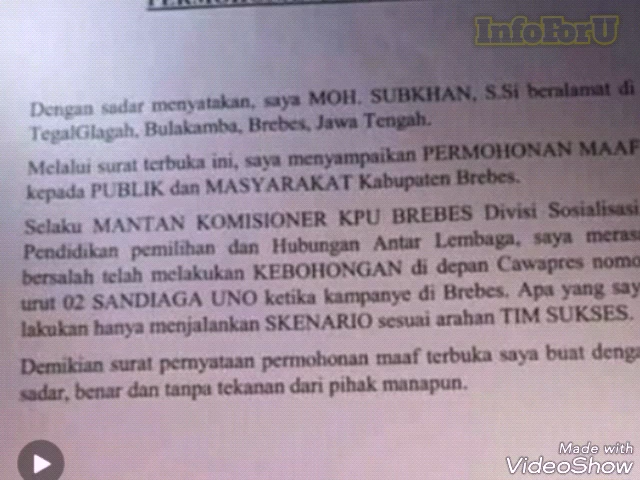 InfoForU
Dengan sadar menyatakan, saya MOH. SUBKHAN, S.Si beralamat di
TegalGlagah, Bulakamba, Brebes, Jawa Tengah.
Melalui surat terbuka ini, saya menyampaikan PERMOHONAN MAAF
kepada PUBLIK dan MASYARAKAT Kabupaten Brebes.
Selaku MANTAN KOMISIONER KPU BREBES Divisi Sosialisasi
Pendidikan pemilihan dan Hubungan Antar Lembaga, saya merasa
bersalah telah melakukan KEBOHONGAN di depan Cawapres nomo
urut 02 SANDIAGA UNO ketika kampanye di Brebes. Apa yang say
lakukan hanya menjalankan SKENARIO sesuai arahan TIM SUKSES.
Demikian surat pernyataan permohonan maaf terbuka saya buat denga
sadar, benar dan tanpa tekanan dari pihak manapun.
Made with
VideoShow